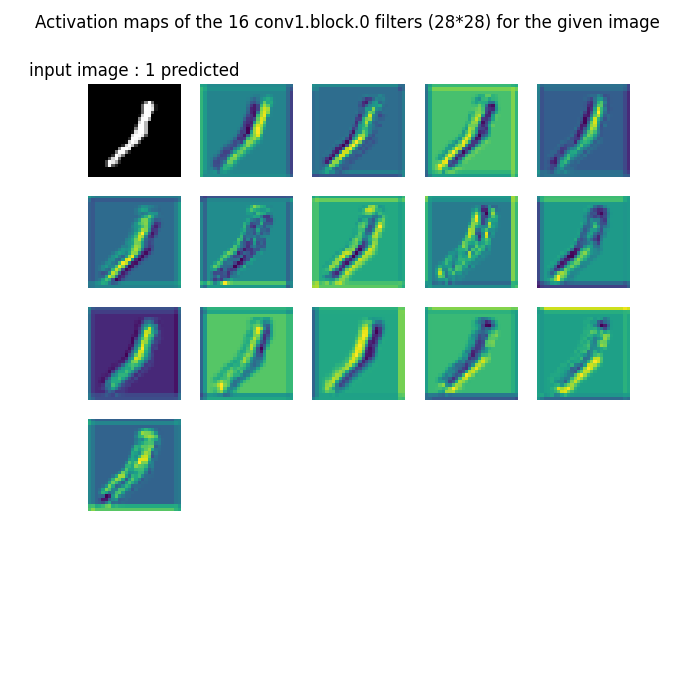 Activation maps of the 16 conv1.block.0 filters (28*28) for the given image
input image : 1 predicted